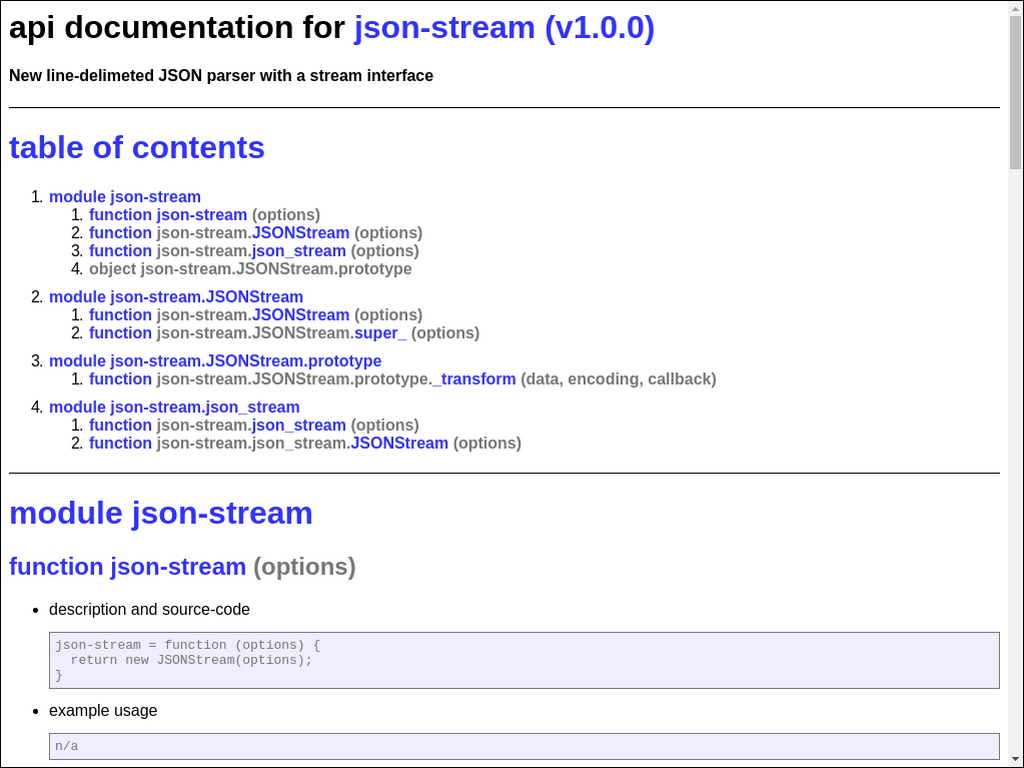 api documentation for json-stream (v1.0.0)
New line-delimeted JSON parser with a stream interface
table of contents
1. module json-stream
1. function json-stream (options)
2. function json-stream.JSONStream (options)
3. function json-stream.json_stream (options)
4. object json-stream.JSONStream.prototype
2. module json-stream.JSONStream
1. function json-stream.JSONStream (options)
2. function json-stream.JSONStream.super_ (options)
3. module json-stream.JSONStream.prototype
1. function json-stream.JSONStream.prototype._transform (data, encoding, callback)
4. module json-stream.json_stream
1. function json-stream.json_stream (options)
2. function json-stream.json_stream.JSONStream (options)
module json-stream
function json-stream (options)
• description and source-code
json-stream = function (options) {
  return new JSONStream(options);
}
• example usage
n/a